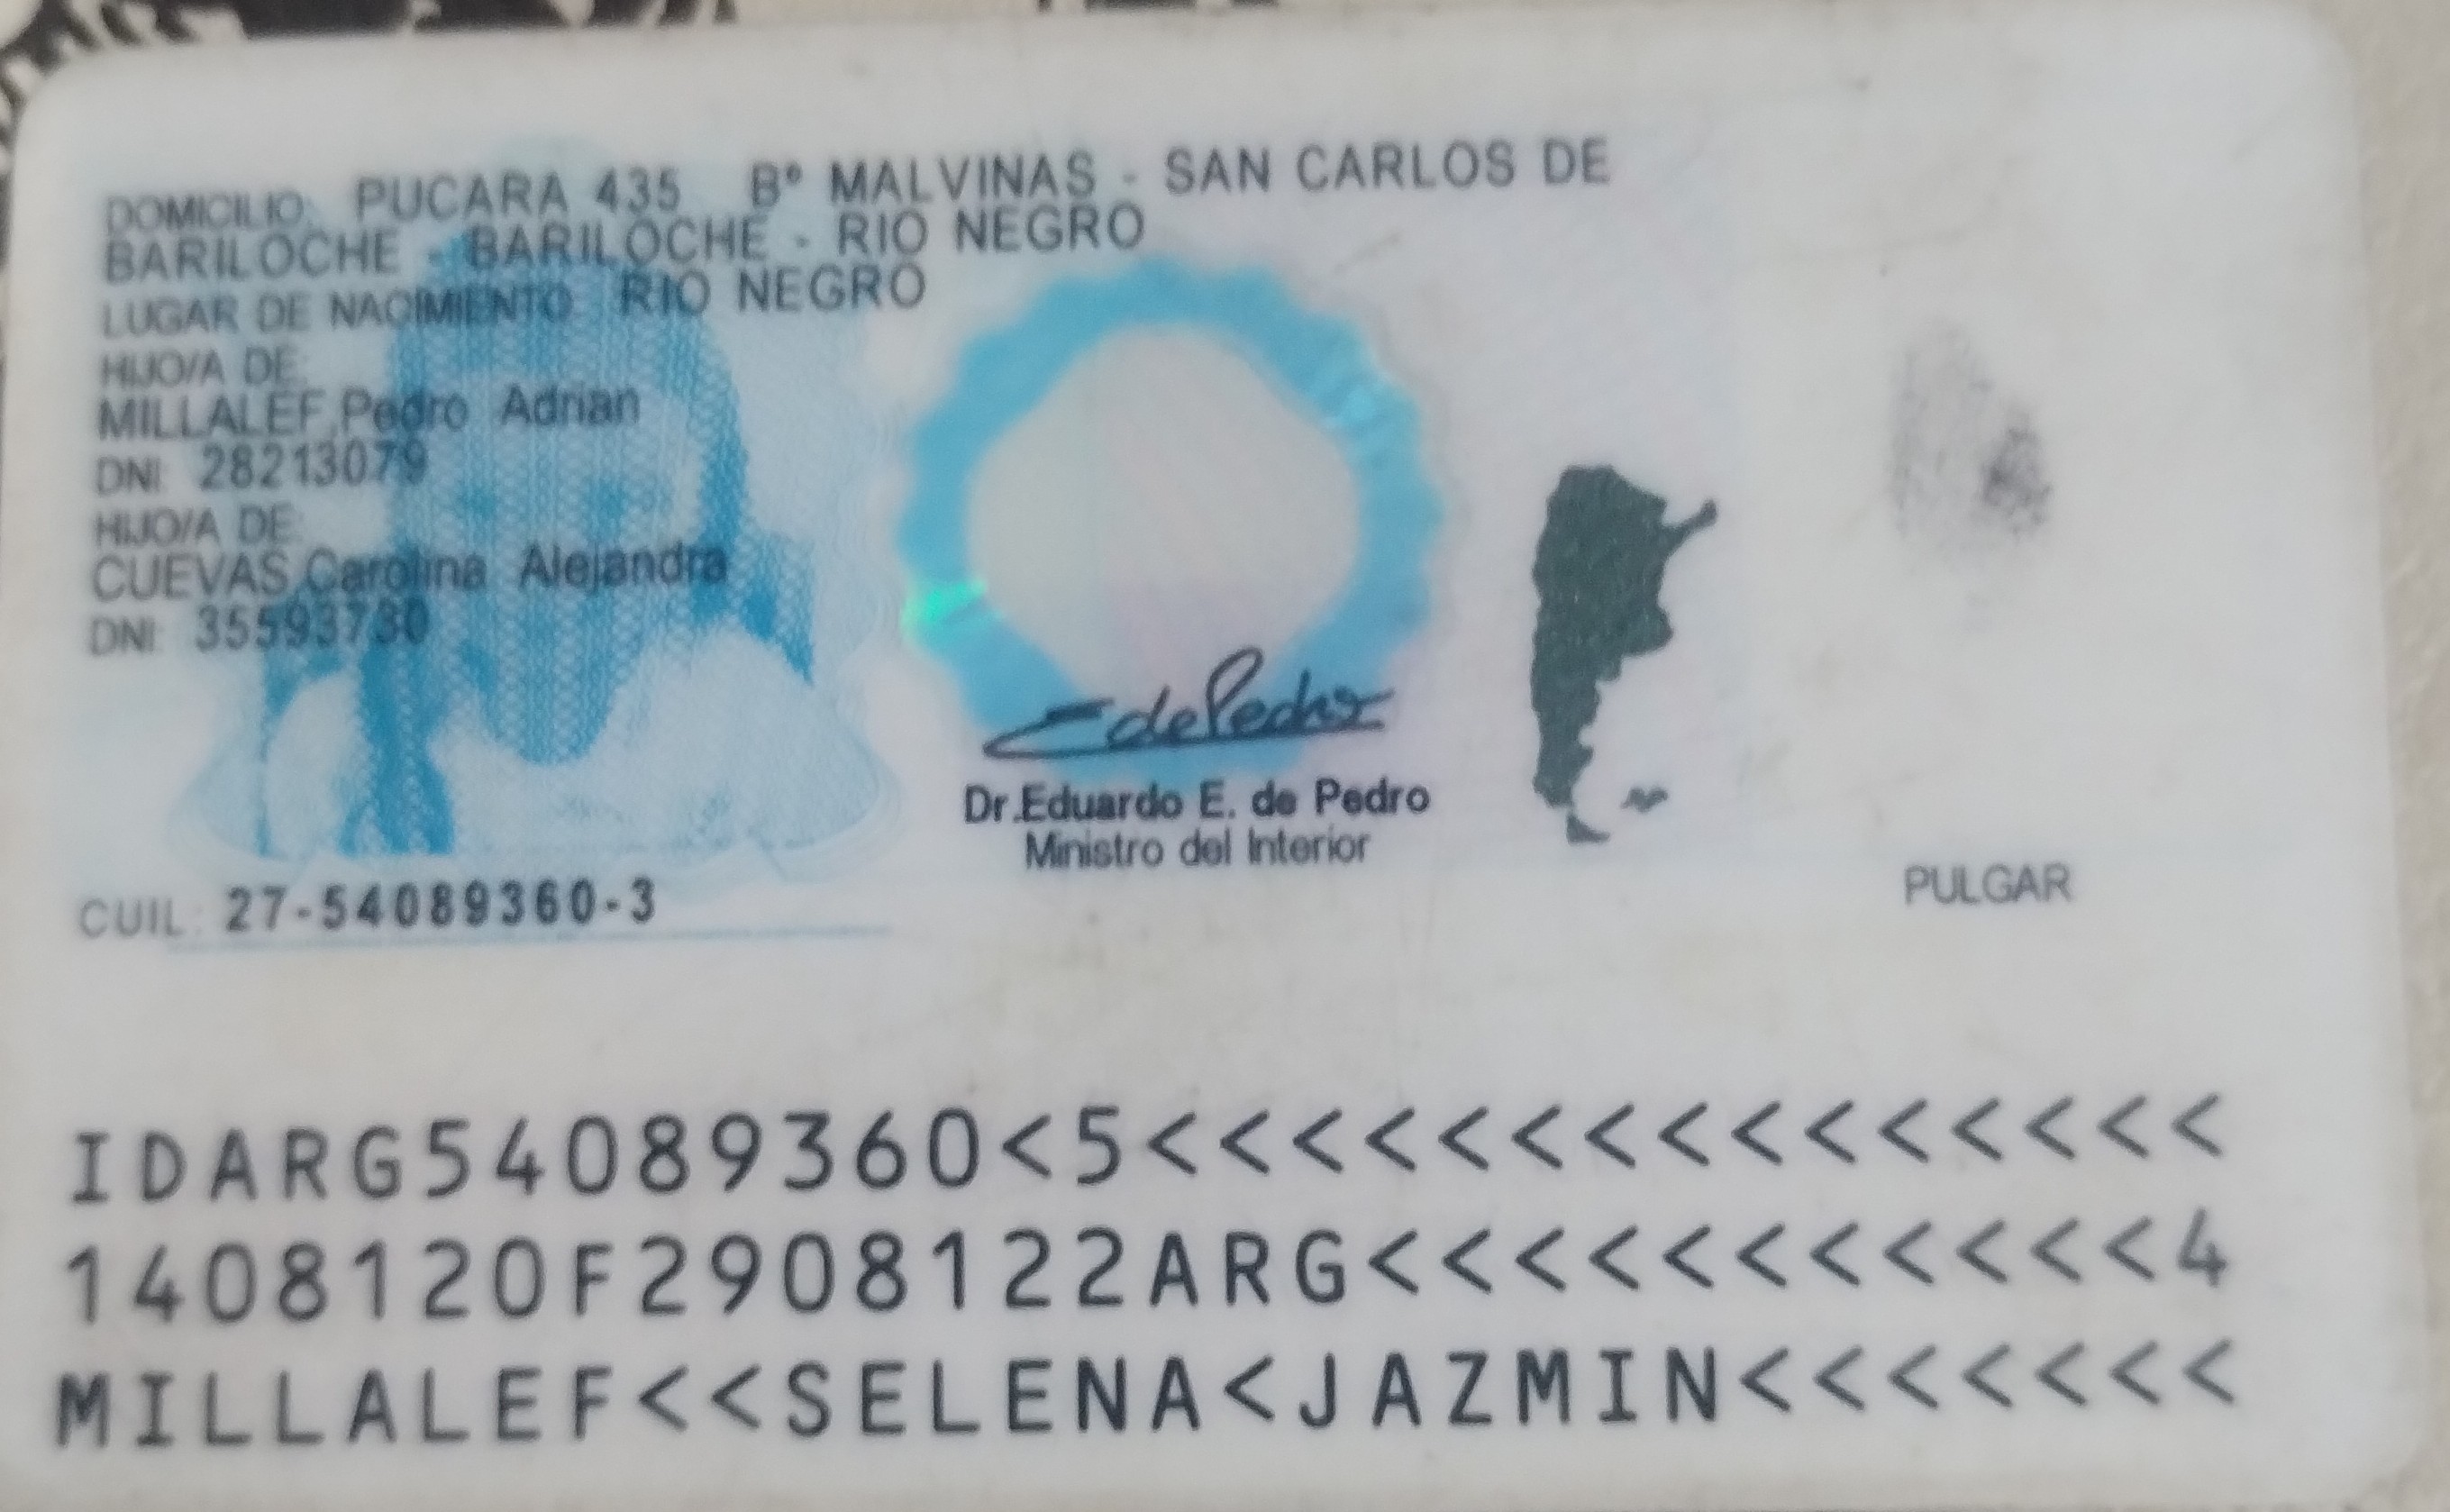 DOMICILIO: PUCARA 435 Bº MALVINAS - SAN CARLOS DE
BARILOCHE - BARILOCHE - RIO NEGRO
LUGAR DE NACIMIENTO: RIO NEGRO
HIJO/A DE:
MILLALEF,Pedro Adrian
DNI: 28213079
HIJO/A DE:
CUEVAS,Carolina Alejandra
DNI: 35593730
CUIL: 27-54089360-3
EdePedro
Dr.Eduardo E. de Pedro
Ministro del Interior
PULGAR
IDARG54089360<5<<<<<<<<<<<<<<<
1408120F2908122ARG<<<<<<<<<<<4
MILLALEF<<SELENA<JAZMIN<<<<<<<